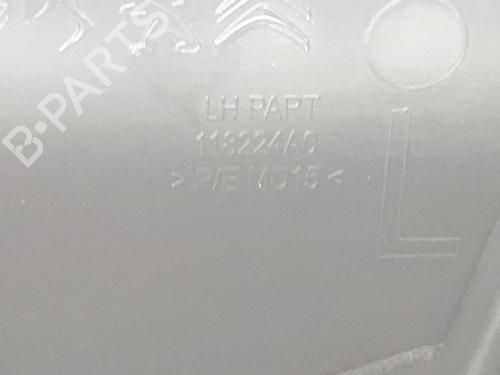 B-PARTS
LH PART
118224A0
> P/E MD15 <
L